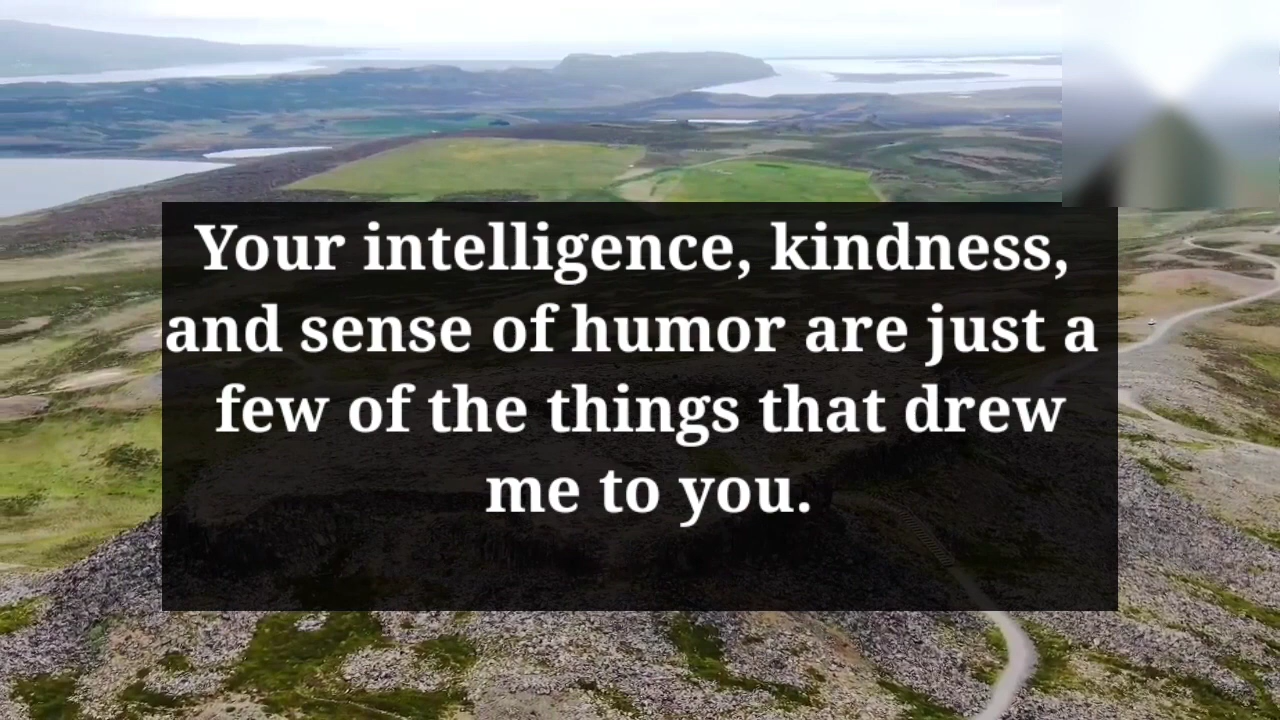 Your intelligence, kindness,
and sense of humor are just a
few of the things that drew
me to you.